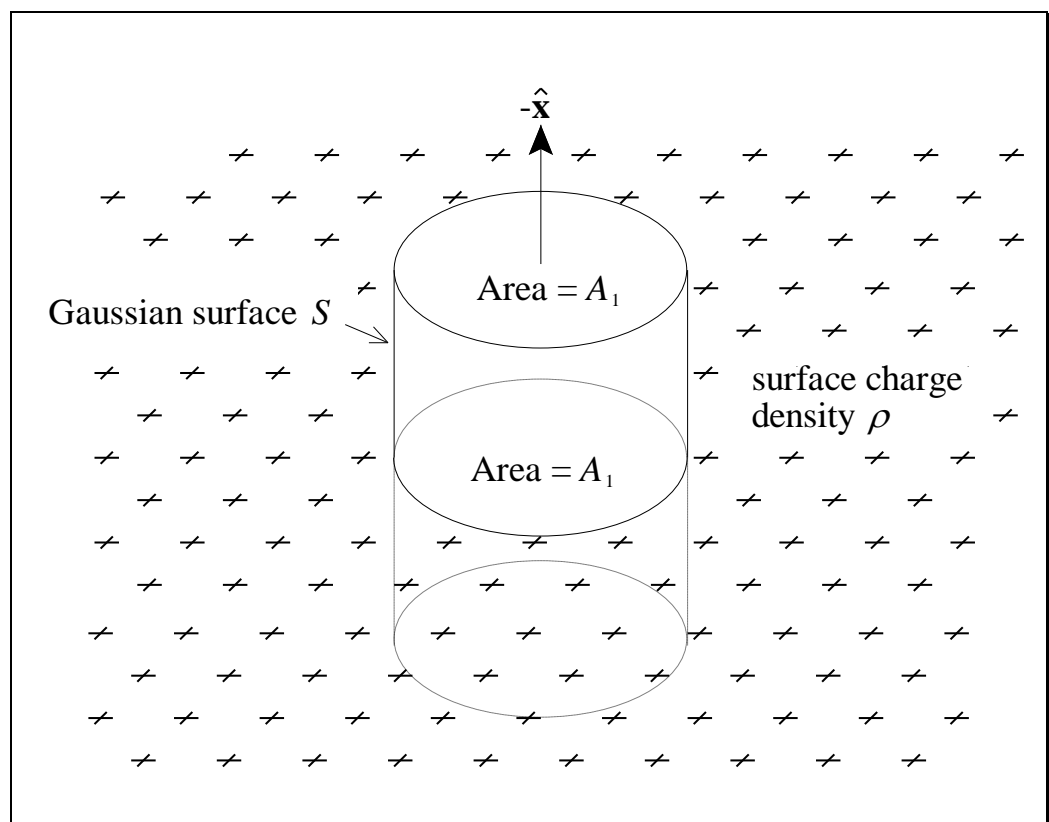 -x̂
Area = A₁
Gaussian surface S
surface charge
density ρ
Area = A₁